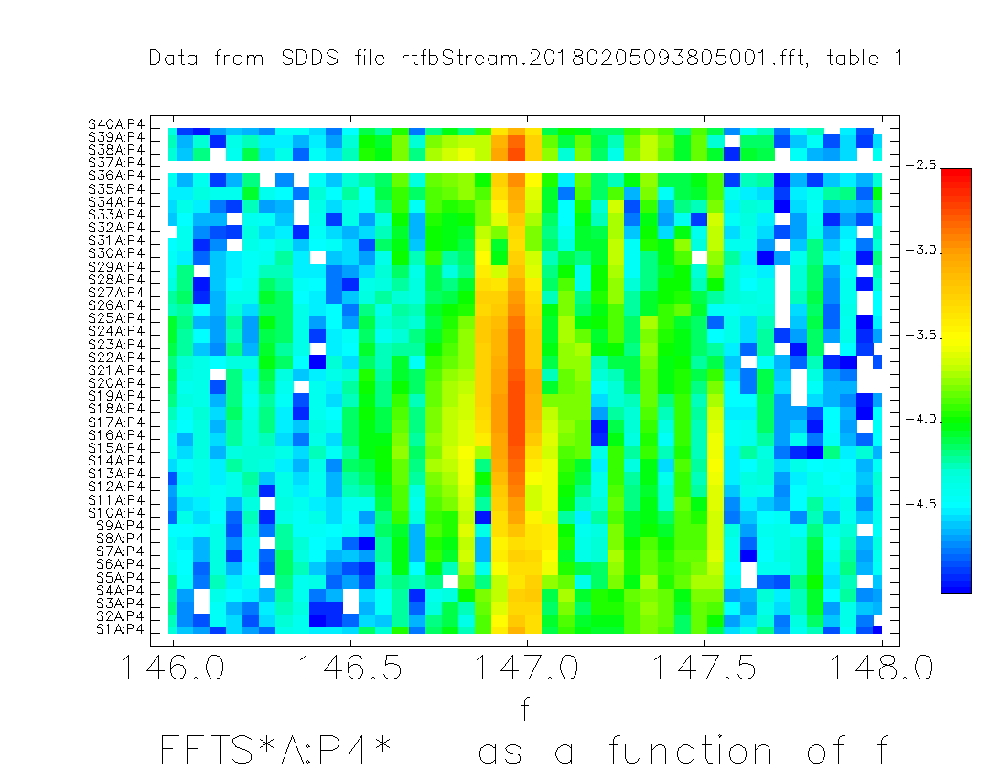 Data from SDDS file rtfbStream.20180205093805001.fft, table 1
S40A:P4
S39A:P4
S38A:P4
S37A:P4
S36A:P4
S35A:P4
S34A:P4
S33A:P4
S32A:P4
S31A:P4
S30A:P4
S29A:P4
S28A:P4
S27A:P4
S26A:P4
S25A:P4
S24A:P4
S23A:P4
S22A:P4
S21A:P4
S20A:P4
S19A:P4
S18A:P4
S17A:P4
S16A:P4
S15A:P4
S14A:P4
S13A:P4
S12A:P4
S11A:P4
S10A:P4
S9A:P4
S8A:P4
S7A:P4
S6A:P4
S5A:P4
S4A:P4
S3A:P4
S2A:P4
S1A:P4
-2.5
-3.0
-3.5
-4.0
-4.5
146.0 146.5 147.0 147.5 148.0
f
FFTS*A:P4* as a function of f